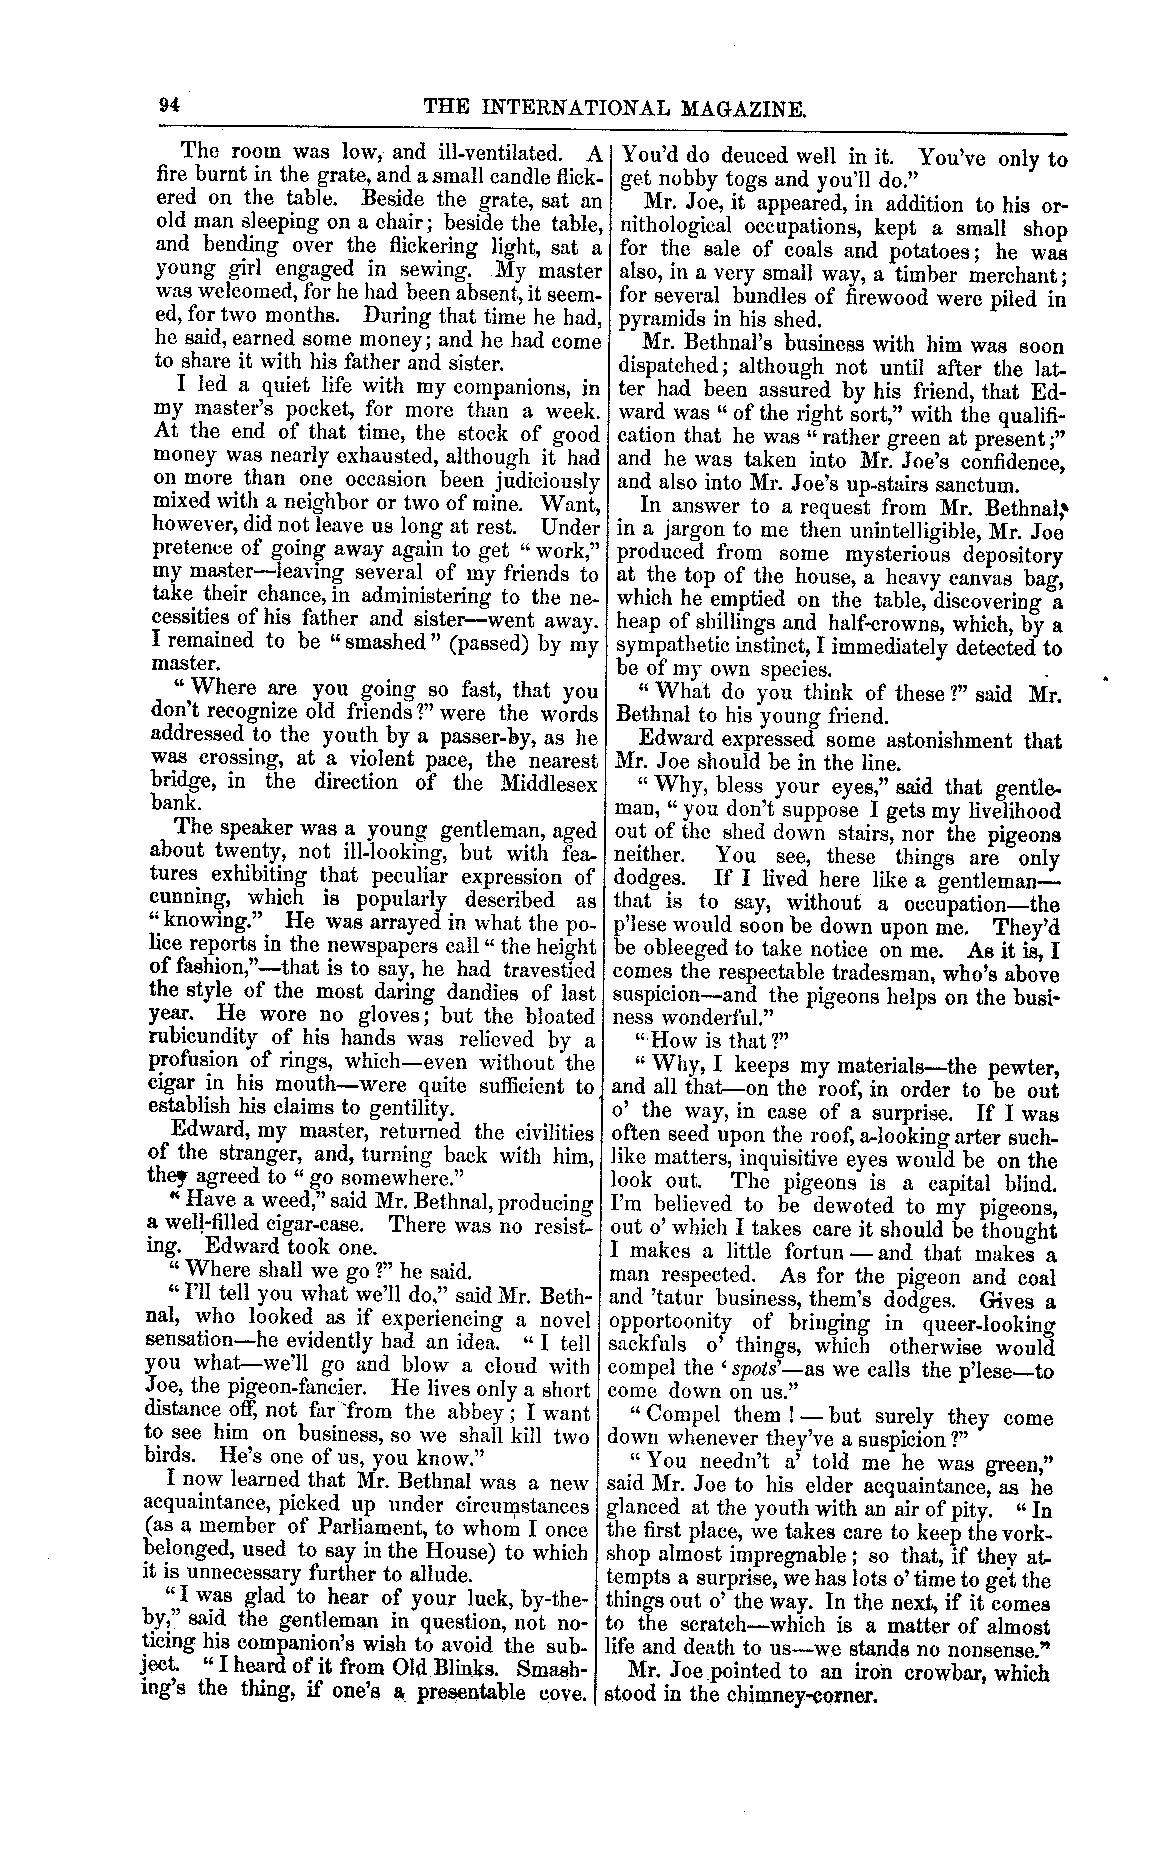 94 THE INTERNATIONAL MAGAZINE.
The room was low, and ill-ventilated. A
fire burnt in the grate, and a small candle flick-
ered on the table. Beside the grate, sat an
old man sleeping on a chair; beside the table,
and bending over the flickering light, sat a
young girl engaged in sewing. My master
was welcomed, for he had been absent, it seem-
ed, for two months. During that time he had,
he said, earned some money; and he had come
to share it with his father and sister.
I led a quiet life with my companions, in
my master's pocket, for more than a week.
At the end of that time, the stock of good
money was nearly exhausted, although it had
on more than one occasion been judiciously
mixed with a neighbor or two of mine. Want,
however, did not leave us long at rest. Under
pretence of going away again to get "work,"
my master—leaving several of my friends to
take their chance, in administering to the ne-
cessities of his father and sister—went away.
I remained to be "smashed" (passed) by my
master.
"Where are you going so fast, that you
don't recognize old friends?" were the words
addressed to the youth by a passer-by, as he
was crossing, at a violent pace, the nearest
bridge, in the direction of the Middlesex
bank.
The speaker was a young gentleman, aged
about twenty, not ill-looking, but with fea-
tures exhibiting that peculiar expression of
cunning, which is popularly described as
"knowing." He was arrayed in what the po-
lice reports in the newspapers call "the height
of fashion,"—that is to say, he had travestied
the style of the most daring dandies of last
year. He wore no gloves; but the bloated
rubicundity of his hands was relieved by a
profusion of rings, which—even without the
cigar in his mouth—were quite sufficient to
establish his claims to gentility.
Edward, my master, returned the civilities
of the stranger, and, turning back with him,
they agreed to "go somewhere."
"Have a weed," said Mr. Bethnal, producing
a well-filled cigar-case. There was no resist-
ing. Edward took one.
"Where shall we go?" he said.
"I'll tell you what we'll do," said Mr. Beth-
nal, who looked as if experiencing a novel
sensation—he evidently had an idea. "I tell
you what—we'll go and blow a cloud with
Joe, the pigeon-fancier. He lives only a short
distance off, not far from the abbey; I want
to see him on business, so we shall kill two
birds. He's one of us, you know."
I now learned that Mr. Bethnal was a new
acquaintance, picked up under circumstances
(as a member of Parliament, to whom I once
belonged, used to say in the House) to which
it is unnecessary further to allude.
"I was glad to hear of your luck, by-the-
by," said the gentleman in question, not no-
ticing his companion's wish to avoid the sub-
ject. "I heard of it from Old Blinks. Smash-
ing's the thing, if one's a presentable cove.
You'd do deuced well in it. You've only to
get nobby togs and you'll do."
Mr. Joe, it appeared, in addition to his or-
nithological occupations, kept a small shop
for the sale of coals and potatoes; he was
also, in a very small way, a timber merchant;
for several bundles of firewood were piled in
pyramids in his shed.
Mr. Bethnal's business with him was soon
dispatched; although not until after the lat-
ter had been assured by his friend, that Ed-
ward was "of the right sort," with the qualifi-
cation that he was "rather green at present;"
and he was taken into Mr. Joe's confidence,
and also into Mr. Joe's up-stairs sanctum.
In answer to a request from Mr. Bethnal,
in a jargon to me then unintelligible, Mr. Joe
produced from some mysterious depository
at the top of the house, a heavy canvas bag,
which he emptied on the table, discovering a
heap of shillings and half-crowns, which, by a
sympathetic instinct, I immediately detected to
be of my own species.
"What do you think of these?" said Mr.
Bethnal to his young friend.
Edward expressed some astonishment that
Mr. Joe should be in the line.
"Why, bless your eyes," said that gentle-
man, "you don't suppose I gets my livelihood
out of the shed down stairs, nor the pigeons
neither. You see, these things are only
dodges. If I lived here like a gentleman—
that is to say, without a occupation—the
p'lese would soon be down upon me. They'd
be obleeged to take notice on me. As it is, I
comes the respectable tradesman, who's above
suspicion—and the pigeons helps on the busi-
ness wonderful."
"How is that?"
"Why, I keeps my materials—the pewter,
and all that—on the roof, in order to be out
o' the way, in case of a surprise. If I was
often seed upon the roof, a-looking arter such-
like matters, inquisitive eyes would be on the
look out. The pigeons is a capital blind.
I'm believed to be dewoted to my pigeons,
out o' which I takes care it should be thought
I makes a little fortun — and that makes a
man respected. As for the pigeon and coal
and 'tatur business, them's dodges. Gives a
opportoonity of bringing in queer-looking
sackfuls o' things, which otherwise would
compel the 'spots'—as we calls the p'lese—to
come down on us."
"Compel them! — but surely they come
down whenever they've a suspicion?"
"You needn't a' told me he was green,"
said Mr. Joe to his elder acquaintance, as he
glanced at the youth with an air of pity. "In
the first place, we takes care to keep the vork-
shop almost impregnable; so that, if they at-
tempts a surprise, we has lots o' time to get the
things out o' the way. In the next, if it comes
to the scratch—which is a matter of almost
life and death to us—we stands no nonsense."
Mr. Joe pointed to an iron crowbar, which
stood in the chimney-corner.